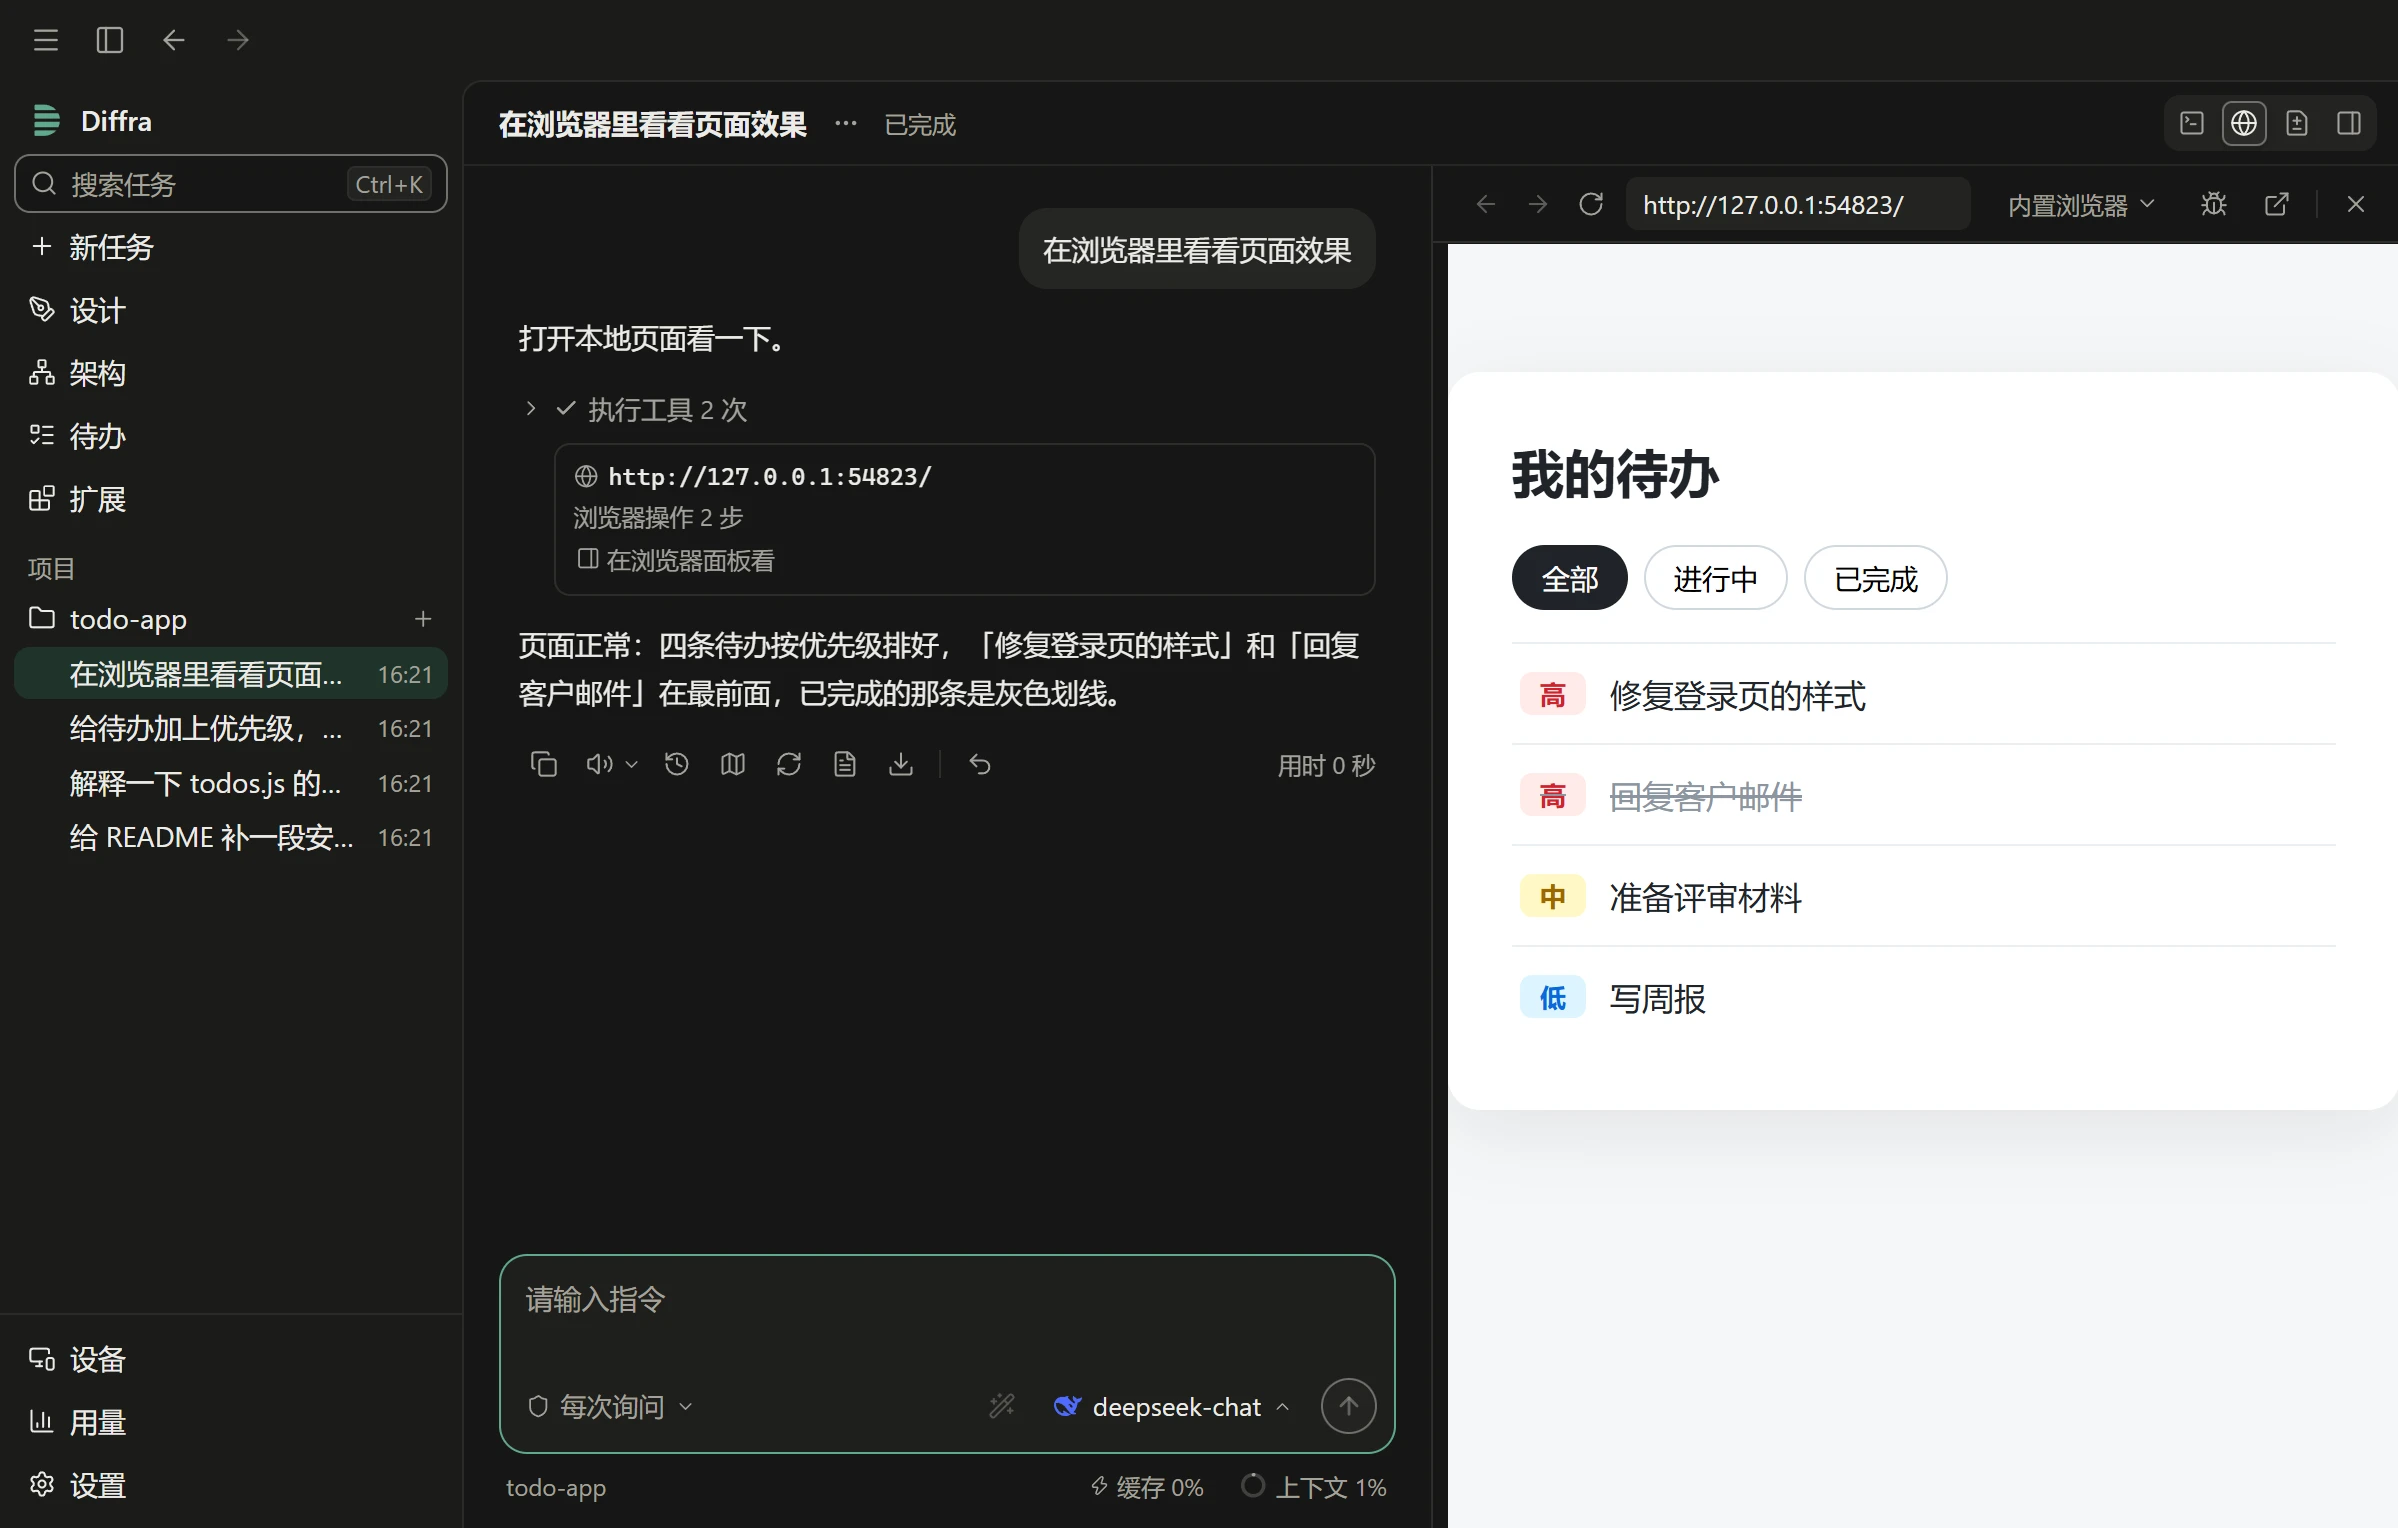 Diffra
搜索任务 Ctrl+K
新任务
设计
架构
待办
扩展
项目
todo-app
在浏览器里看看页面... 16:21
给待办加上优先级，... 16:21
解释一下 todos.js 的... 16:21
给 README 补一段安... 16:21
设备
用量
设置
在浏览器里看看页面效果 ··· 已完成
在浏览器里看看页面效果
打开本地页面看一下。
执行工具 2 次
http://127.0.0.1:54823/
浏览器操作 2 步
在浏览器面板看
页面正常：四条待办按优先级排好，「修复登录页的样式」和「回复
客户邮件」在最前面，已完成的那条是灰色划线。
用时 0 秒
请输入指令
每次询问 deepseek-chat
todo-app 缓存 0% 上下文 1%
http://127.0.0.1:54823/ 内置浏览器
我的待办
全部 进行中 已完成
高 修复登录页的样式
高 回复客户邮件
中 准备评审材料
低 写周报